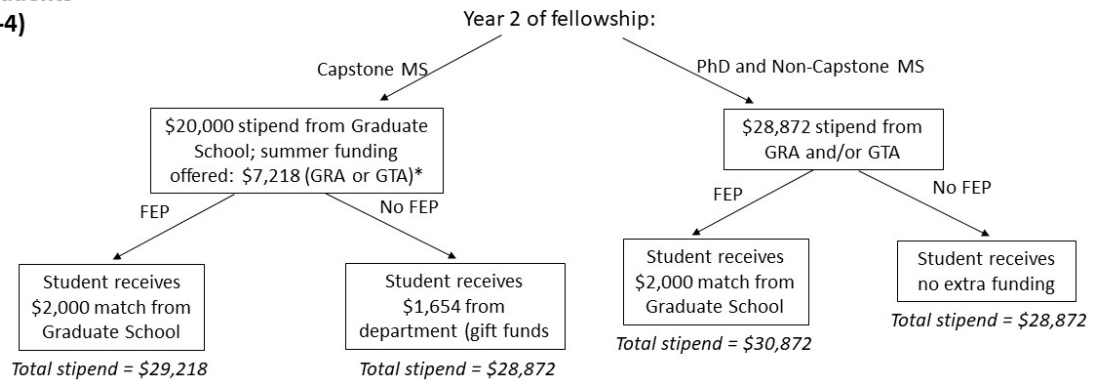 -4)
Year 2 of fellowship:
Capstone MS
PhD and Non-Capstone MS
$20,000 stipend from Graduate
School; summer funding
offered: $7,218 (GRA or GTA)*
$28,872 stipend from
GRA and/or GTA
FEP
No FEP
FEP
No FEP
Student receives
$2,000 match from
Graduate School
Total stipend = $29,218
Student receives
$1,654 from
department (gift funds
Total stipend = $28,872
Student receives
$2,000 match from
Graduate School
Total stipend = $30,872
Student receives
no extra funding
Total stipend = $28,872